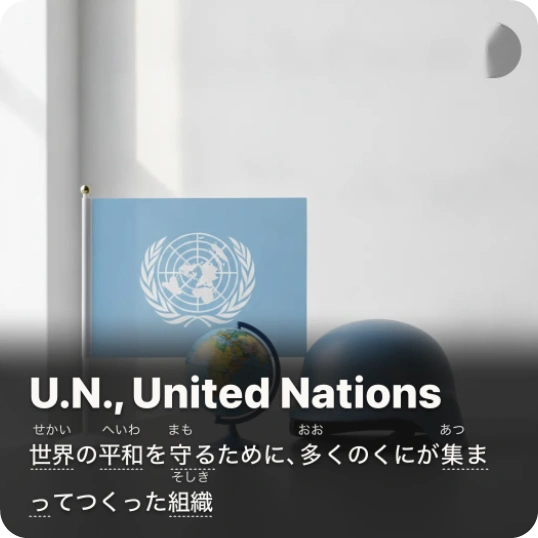 U.N., United Nations
せかい へいわ まも おお あつ
世界の平和を守るために、多くのくにが集ま
そしき
ってつくった組織